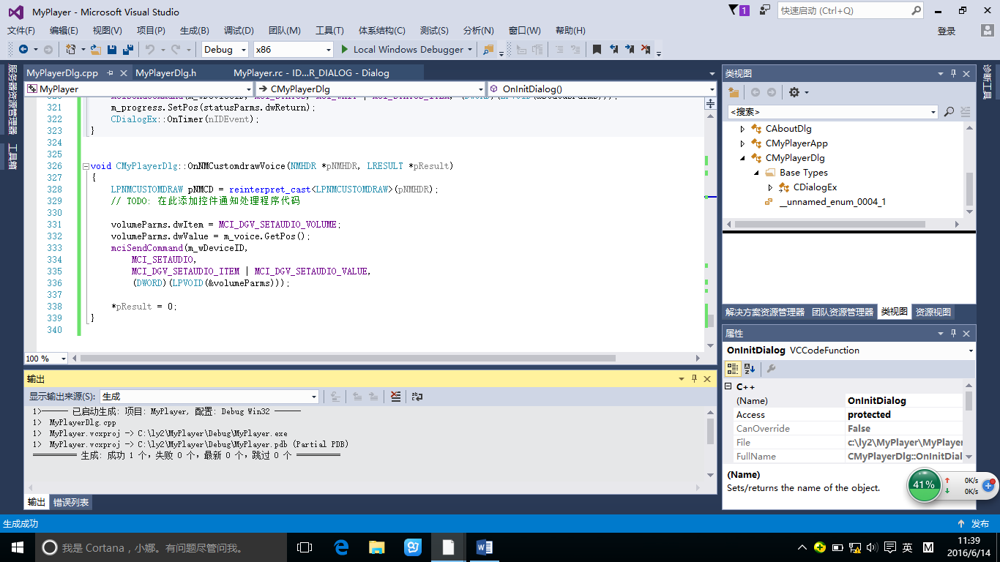 MyPlayer - Microsoft Visual Studio
1
快速启动 (Ctrl+Q)
文件(F) 编辑(E) 视图(V) 项目(P) 生成(B) 调试(D) 团队(M) 工具(T) 体系结构(C) 测试(S) 分析(N) 窗口(W) 帮助(H)
登录
Debug x86 Local Windows Debugger
服务器资源管理器
工具箱
MyPlayerDlg.cpp MyPlayerDlg.h MyPlayer.rc - ID...R_DIALOG - Dialog
MyPlayer CMyPlayerDlg OnInitDialog()
321 m_progress.SetPos(statusParms.dwReturn);
322 CDialogEx::OnTimer(nIDEvent);
323 }
324
325
326 void CMyPlayerDlg::OnNMCustomdrawVoice(NMHDR *pNMHDR, LRESULT *pResult)
327 {
328 LPNMCUSTOMDRAW pNMCD = reinterpret_cast<LPNMCUSTOMDRAW>(pNMHDR);
329 // TODO: 在此添加控件通知处理程序代码
330
331 volumeParms.dwItem = MCI_DGV_SETAUDIO_VOLUME;
332 volumeParms.dwValue = m_voice.GetPos();
333 mciSendCommand(m_wDeviceID,
334 MCI_SETAUDIO,
335 MCI_DGV_SETAUDIO_ITEM | MCI_DGV_SETAUDIO_VALUE,
336 (DWORD)(LPVOID(&volumeParms)));
337
338 *pResult = 0;
339 }
340
100 %
输出
显示输出来源(S): 生成
1>------ 已启动生成: 项目: MyPlayer, 配置: Debug Win32 ------
1> MyPlayerDlg.cpp
1> MyPlayer.vcxproj -> C:\ly2\MyPlayer\Debug\MyPlayer.exe
1> MyPlayer.vcxproj -> C:\ly2\MyPlayer\Debug\MyPlayer.pdb (Partial PDB)
========== 生成: 成功 1 个，失败 0 个，最新 0 个，跳过 0 个 ==========
输出 错误列表
类视图
<搜索>
CAboutDlg
CMyPlayerApp
CMyPlayerDlg
Base Types
CDialogEx
__unnamed_enum_0004_1
解决方案资源管理器 团队资源管理器 类视图 资源视图
诊断工具
属性
OnInitDialog VCCodeFunction
C++
(Name) OnInitDialog
Access protected
CanOverride False
File c:\ly2\MyPlayer\MyPlayer
FullName CMyPlayerDlg::OnInitDial
(Name)
Sets/returns the name of the object.
41%
0K/s
0K/s
生成成功
发布
我是 Cortana，小娜。有问题尽管问我。
英
M
11:39
2016/6/14